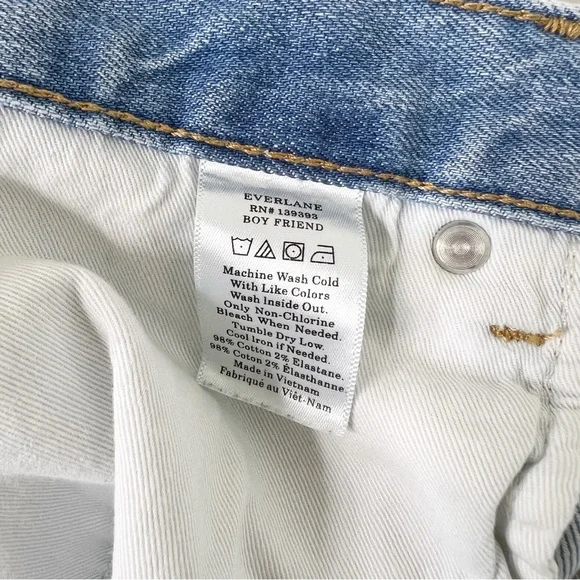 EVERLANE
RN# 139393
BOY FRIEND
Machine Wash Cold
With Like Colors
Wash Inside Out.
Only Non-Chlorine
Bleach When Needed.
Tumble Dry Low.
Cool Iron if Needed.
98% Cotton 2% Elastane.
98% Coton 2% Élasthanne.
Made in Vietnam
Fabriqué au Viêt-Nam